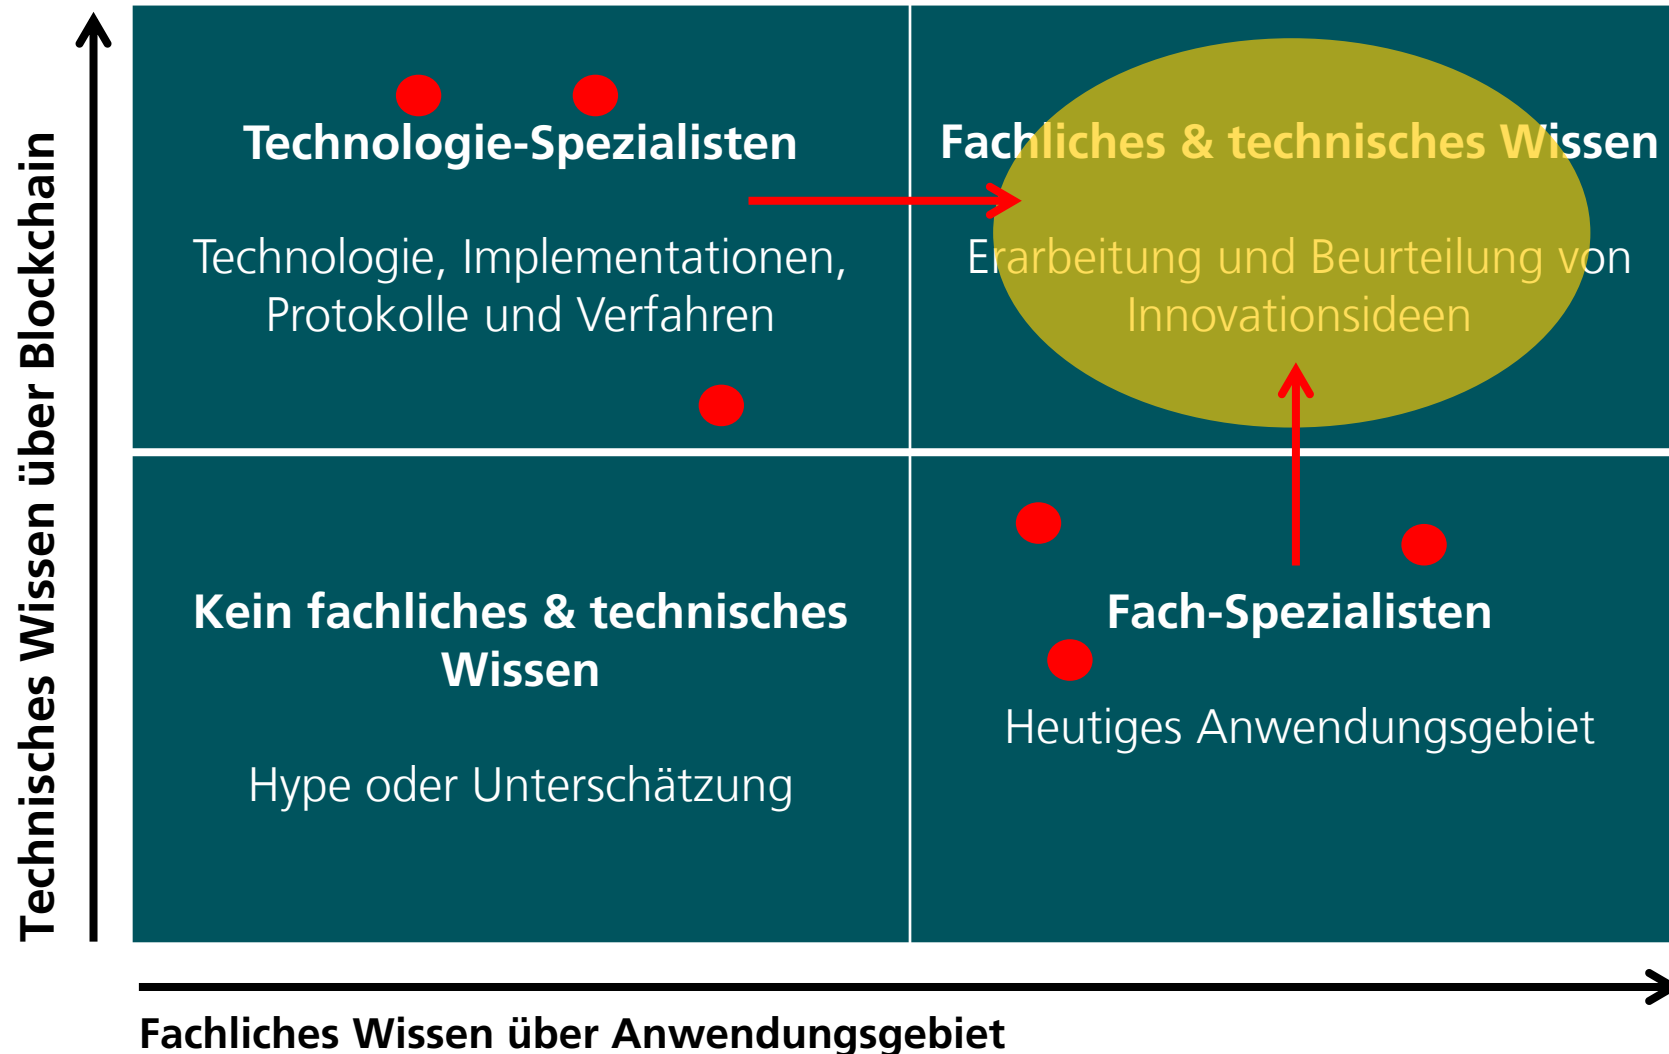 Technisches Wissen über Blockchain
Technologie-Spezialisten
Technologie, Implementationen,
Protokolle und Verfahren
Fachliches & technisches Wissen
Erarbeitung und Beurteilung von
Innovationsideen
Kein fachliches & technisches
Wissen
Hype oder Unterschätzung
Fach-Spezialisten
Heutiges Anwendungsgebiet
Fachliches Wissen über Anwendungsgebiet